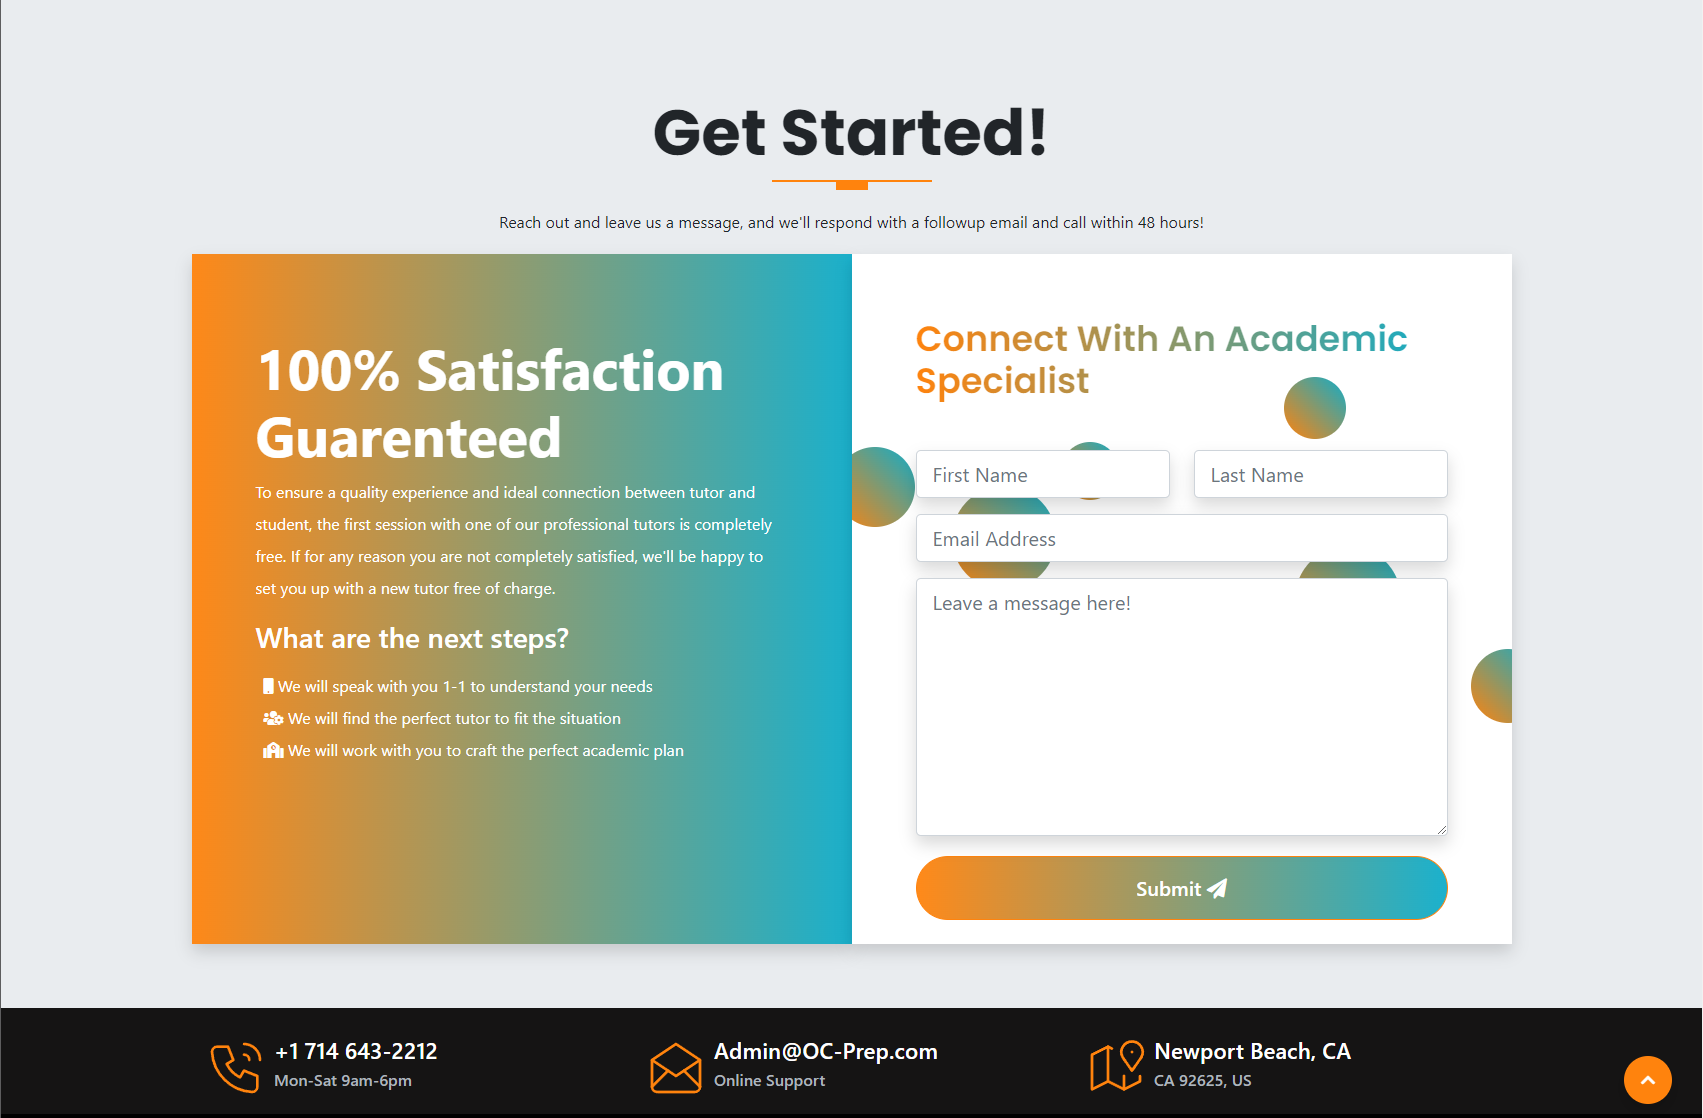 Get Started!
Reach out and leave us a message, and we'll respond with a followup email and call within 48 hours!
100% Satisfaction
Guarenteed
To ensure a quality experience and ideal connection between tutor and
student, the first session with one of our professional tutors is completely
free. If for any reason you are not completely satisfied, we'll be happy to
set you up with a new tutor free of charge.
What are the next steps?
We will speak with you 1-1 to understand your needs
We will find the perfect tutor to fit the situation
We will work with you to craft the perfect academic plan
Connect With An Academic
Specialist
First Name
Last Name
Email Address
Leave a message here!
Submit
+1 714 643-2212
Mon-Sat 9am-6pm
Admin@OC-Prep.com
Online Support
Newport Beach, CA
CA 92625, US